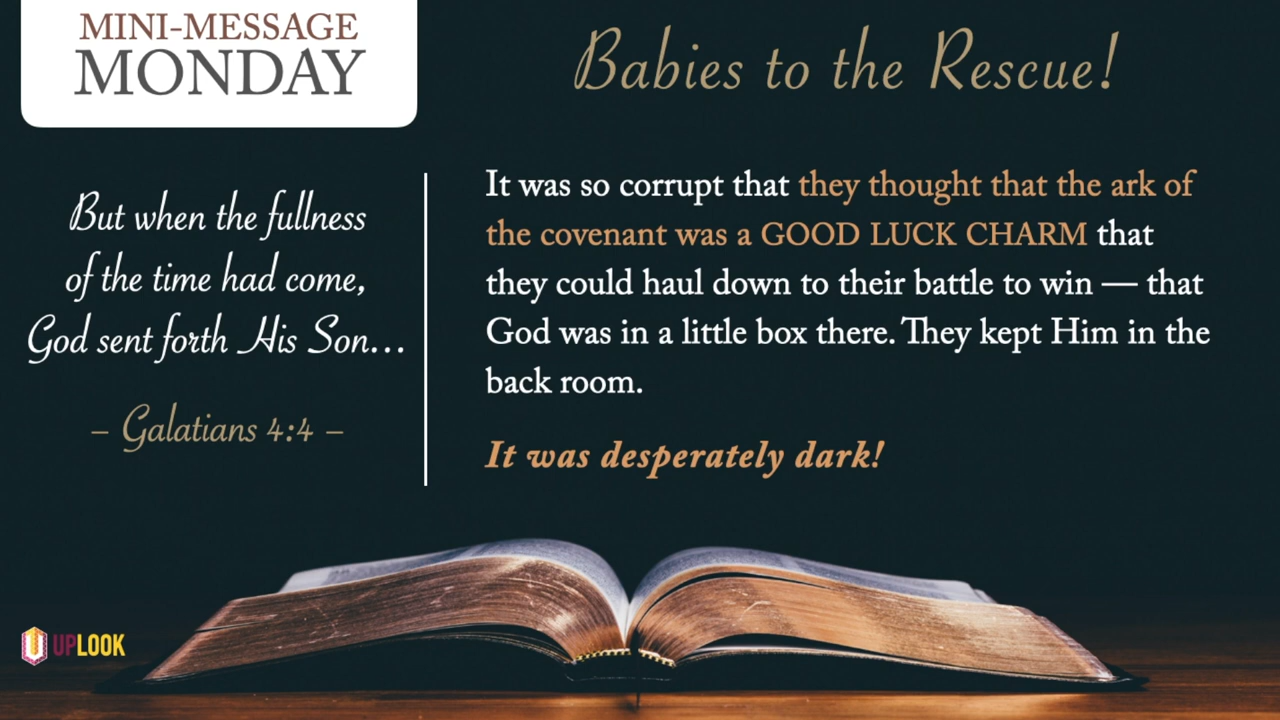 MINI-MESSAGE
MONDAY
Babies to the Rescue!
But when the fullness
of the time had come,
God sent forth His Son...
– Galatians 4:4 –
It was so corrupt that they thought that the ark of
the covenant was a GOOD LUCK CHARM that
they could haul down to their battle to win — that
God was in a little box there. They kept Him in the
back room.
It was desperately dark!
UPLOOK